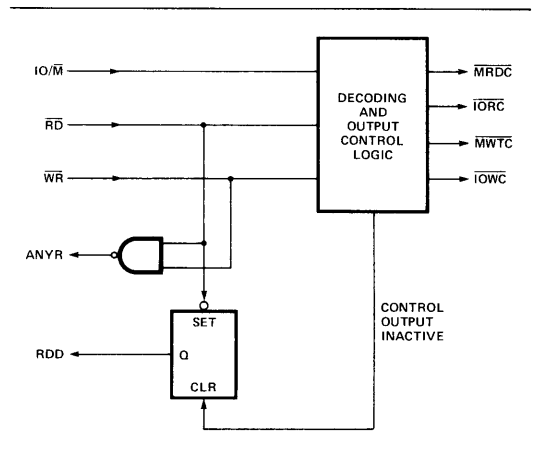 IO/M̅
R̅D̅
W̅R̅
ANYR
RDD
DECODING
AND
OUTPUT
CONTROL
LOGIC
M̅R̅D̅C̅
I̅O̅R̅C̅
M̅W̅T̅C̅
I̅O̅W̅C̅
SET
Q
CLR
CONTROL
OUTPUT
INACTIVE